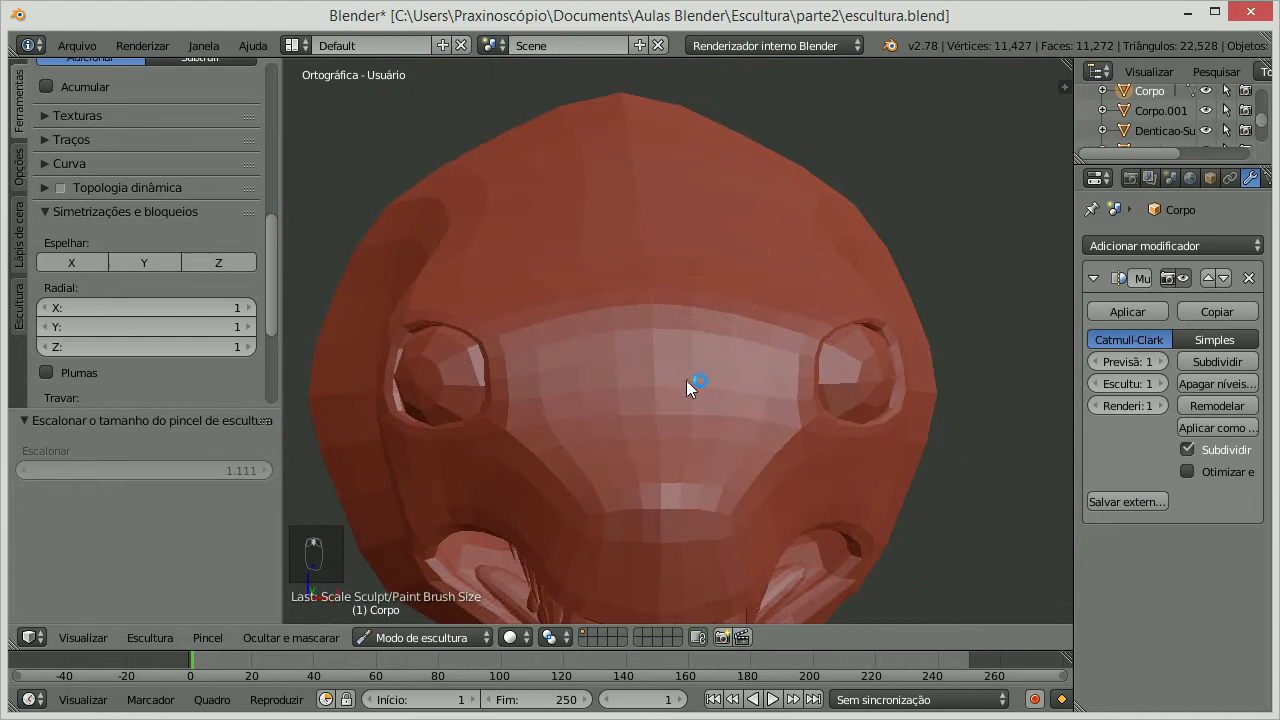 Blender* [C:\Users\Praxinoscópio\Documents\Aulas Blender\Escultura\parte2\escultura.blend]
Arquivo Renderizar Janela Ajuda Default Scene Renderizador interno Blender v2.78 | Vértices: 11,427 | Faces: 11,272 | Triângulos: 22,528 | Objetos:
Adicionar Subtrair
Acumular
Texturas
Traços
Curva
Topologia dinâmica
Simetrizações e bloqueios
Espelhar:
X Y Z
Radial:
X: 1
Y: 1
Z: 1
Plumas
Travar:
Ferramentas
Opções
Lápis de cera
Escultura
Escalonar o tamanho do pincel de escultura
Escalonar
1.111
Ortográfica - Usuário
Last: Scale Sculpt/Paint Brush Size
(1) Corpo
Visualizar Escultura Pincel Ocultar e mascarar Modo de escultura
-40 -20 0 20 40 60 80 100 120 140 160 180 200 220 240 260
Visualizar Marcador Quadro Reproduzir Início: 1 Fim: 250 1 Sem sincronização
Visualizar Pesquisar To
Corpo
Corpo.001
Denticao-Su
Corpo
Adicionar modificador
Mu
Aplicar Copiar
Catmull-Clark Simples
Previsã: 1 Subdividir
Escultu: 1 Apagar níveis...
Renderi: 1 Remodelar
Aplicar como ...
Subdividir
Otimizar e
Salvar extern...